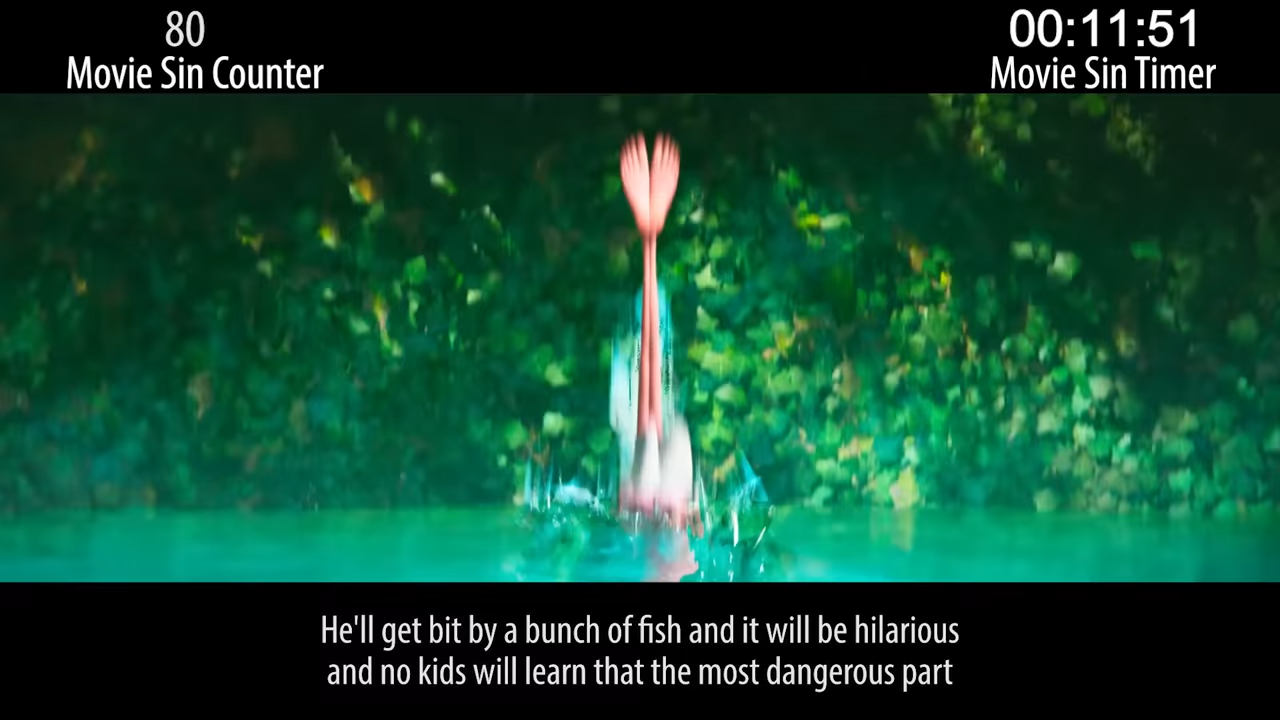 80
Movie Sin Counter
00:11:51
Movie Sin Timer
He'll get bit by a bunch of fish and it will be hilarious
and no kids will learn that the most dangerous part